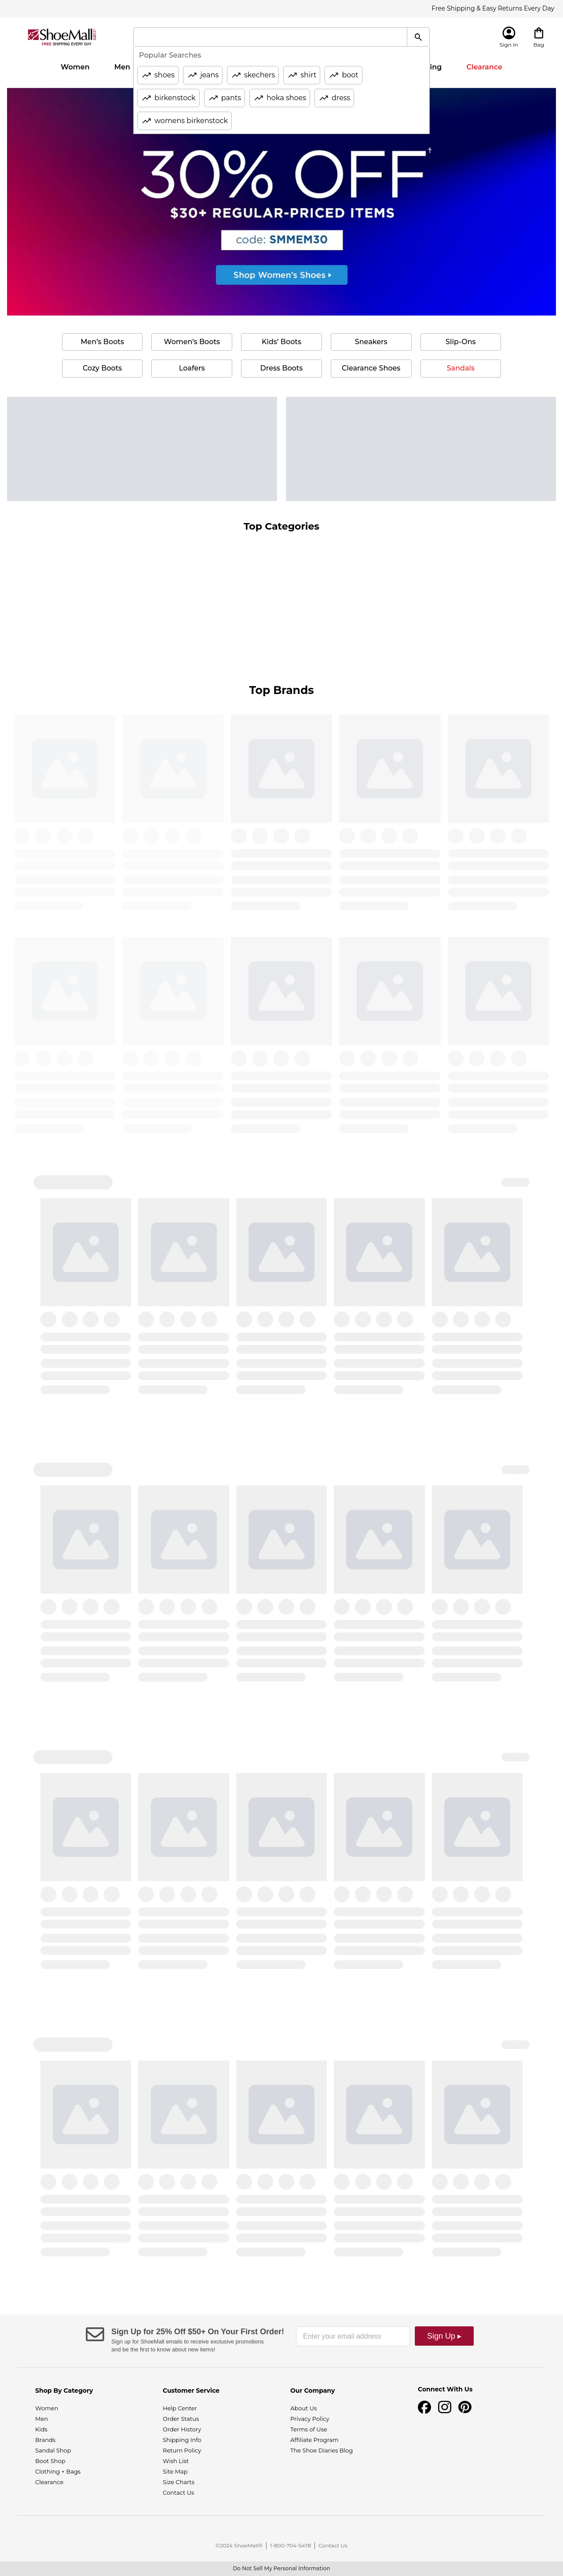 Free Shipping & Easy Returns Every Day
ShoeMall
FREE SHIPPING EVERY DAY
Sign In
Bag
Popular Searches
shoes
jeans
skechers
shirt
boot
birkenstock
pants
hoka shoes
dress
womens birkenstock
Women
Men
ing
Clearance
30% OFF†
$30+ REGULAR-PRICED ITEMS
code: SMMEM30
Shop Women's Shoes
Men's Boots
Women's Boots
Kids' Boots
Sneakers
Slip-Ons
Cozy Boots
Loafers
Dress Boots
Clearance Shoes
Sandals
Top Categories
Top Brands
Sign Up for 25% Off $50+ On Your First Order!
Sign up for ShoeMall emails to receive exclusive promotions
and be the first to know about new items!
Enter your email address
Sign Up ▸
Shop By Category
Women
Men
Kids
Brands
Sandal Shop
Boot Shop
Clothing + Bags
Clearance
Customer Service
Help Center
Order Status
Order History
Shipping Info
Return Policy
Wish List
Site Map
Size Charts
Contact Us
Our Company
About Us
Privacy Policy
Terms of Use
Affiliate Program
The Shoe Diaries Blog
Connect With Us
©2024 ShoeMall®
1-800-704-5478
Contact Us
Do Not Sell My Personal Information